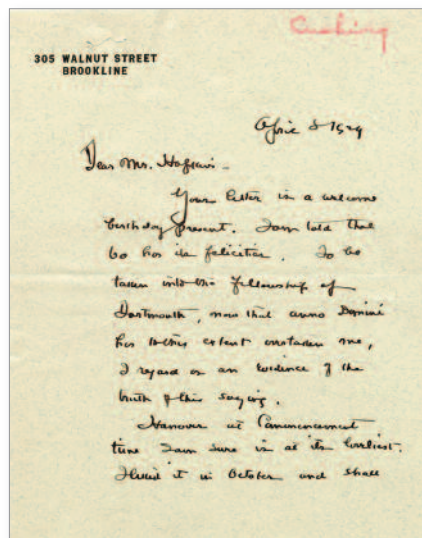 Cushing
305 WALNUT STREET
BROOKLINE
April 8 1929
Dear Mr. Hopkins –
Your letter is a welcome
birthday present. I am told that
60 has its felicities. To be
taken into the fellowship of
Dartmouth, now that anno Domini
has to this extent overtaken me,
I regard as an evidence of the
truth of this saying.
Hanover at Commencement
time I am sure is at its loveliest.
it in October and shall